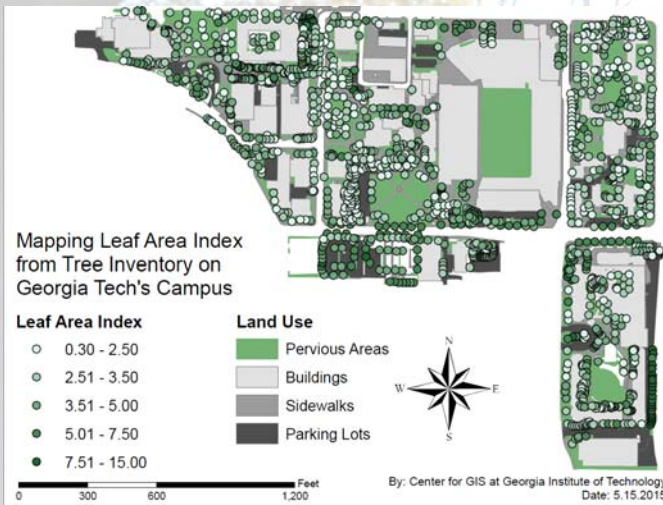 Mapping Leaf Area Index
from Tree Inventory on
Georgia Tech's Campus
Leaf Area Index
0.30 - 2.50
2.51 - 3.50
3.51 - 5.00
5.01 - 7.50
7.51 - 15.00
Land Use
Pervious Areas
Buildings
Sidewalks
Parking Lots
N
W E
S
Feet
0 300 600 1,200
By: Center for GIS at Georgia Institute of Technology
Date: 5.15.2015